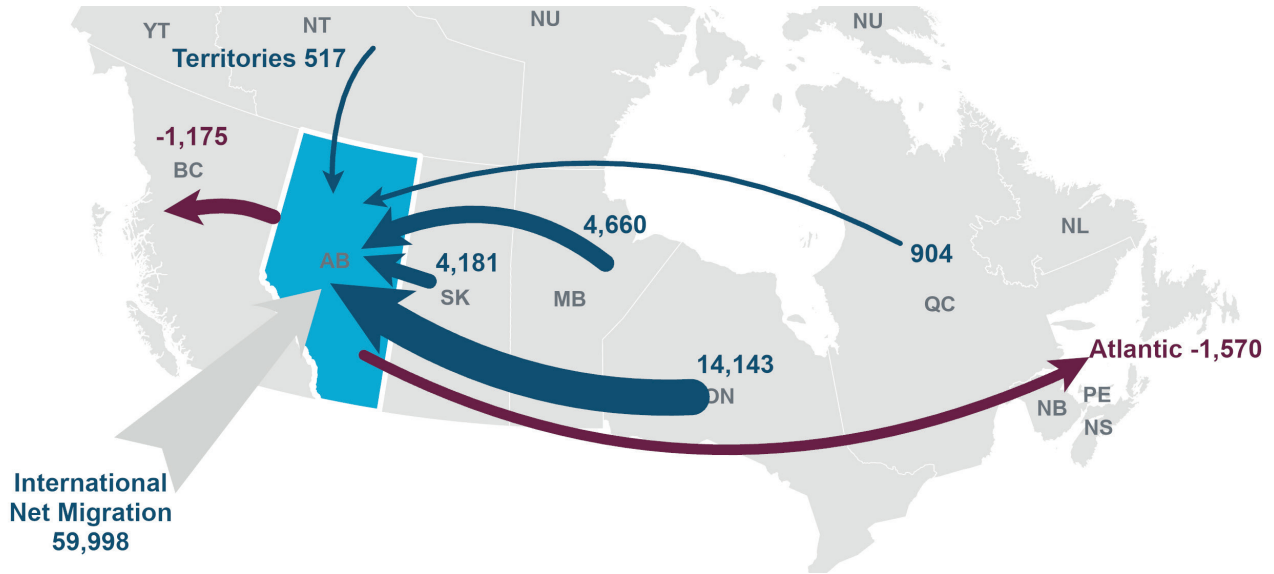 YT
NT
NU
NU
Territories 517
-1,175
BC
4,660
NL
904
AB
4,181
SK
MB
QC
Atlantic -1,570
14,143
ON
PE
NB
NS
International
Net Migration
59,998